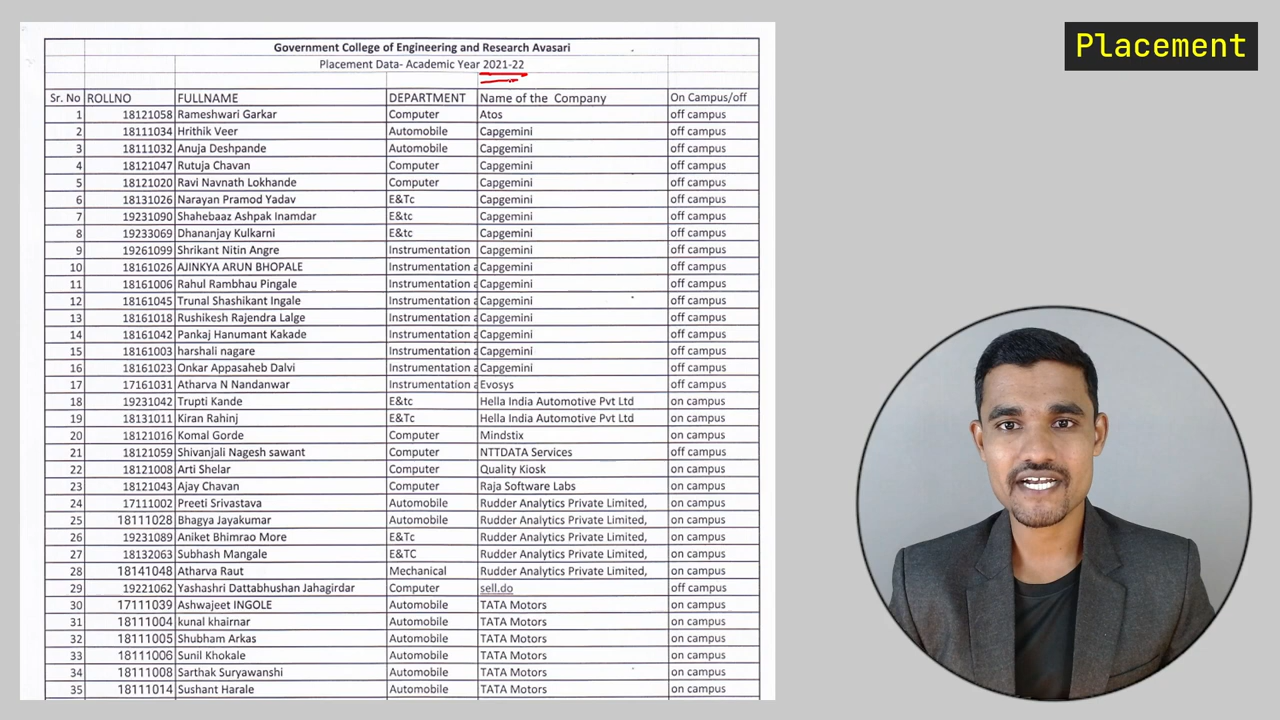 Placement
Government College of Engineering and Research Avasari
Placement Data- Academic Year 2021-22
Sr. No ROLLNO FULLNAME DEPARTMENT Name of the Company On Campus/off
1 18121058 Rameshwari Garkar Computer Atos off campus
2 18111034 Hrithik Veer Automobile Capgemini off campus
3 18111032 Anuja Deshpande Automobile Capgemini off campus
4 18121047 Rutuja Chavan Computer Capgemini off campus
5 18121020 Ravi Navnath Lokhande Computer Capgemini off campus
6 18131026 Narayan Pramod Yadav E&Tc Capgemini off campus
7 19231090 Shahebaaz Ashpak Inamdar E&tc Capgemini off campus
8 19233069 Dhananjay Kulkarni E&tc Capgemini off campus
9 19261099 Shrikant Nitin Angre Instrumentation Capgemini off campus
10 18161026 AJINKYA ARUN BHOPALE Instrumentation a Capgemini off campus
11 18161006 Rahul Rambhau Pingale Instrumentation a Capgemini off campus
12 18161045 Trunal Shashikant Ingale Instrumentation a Capgemini off campus
13 18161018 Rushikesh Rajendra Lalge Instrumentation a Capgemini off campus
14 18161042 Pankaj Hanumant Kakade Instrumentation a Capgemini off campus
15 18161003 harshali nagare Instrumentation a Capgemini off campus
16 18161023 Onkar Appasaheb Dalvi Instrumentation a Capgemini off campus
17 17161031 Atharva N Nandanwar Instrumentation a Evosys off campus
18 19231042 Trupti Kande E&tc Hella India Automotive Pvt Ltd on campus
19 18131011 Kiran Rahinj E&Tc Hella India Automotive Pvt Ltd on campus
20 18121016 Komal Gorde Computer Mindstix on campus
21 18121059 Shivanjali Nagesh sawant Computer NTTDATA Services off campus
22 18121008 Arti Shelar Computer Quality Kiosk on campus
23 18121043 Ajay Chavan Computer Raja Software Labs on campus
24 17111002 Preeti Srivastava Automobile Rudder Analytics Private Limited, on campus
25 18111028 Bhagya Jayakumar Automobile Rudder Analytics Private Limited, on campus
26 19231089 Aniket Bhimrao More E&Tc Rudder Analytics Private Limited, on campus
27 18132063 Subhash Mangale E&TC Rudder Analytics Private Limited, on campus
28 18141048 Atharva Raut Mechanical Rudder Analytics Private Limited, on campus
29 19221062 Yashashri Dattabhushan Jahagirdar Computer sell.do off campus
30 17111039 Ashwajeet INGOLE Automobile TATA Motors on campus
31 18111004 kunal khairnar Automobile TATA Motors on campus
32 18111005 Shubham Arkas Automobile TATA Motors on campus
33 18111006 Sunil Khokale Automobile TATA Motors on campus
34 18111008 Sarthak Suryawanshi Automobile TATA Motors on campus
35 18111014 Sushant Harale Automobile TATA Motors on campus